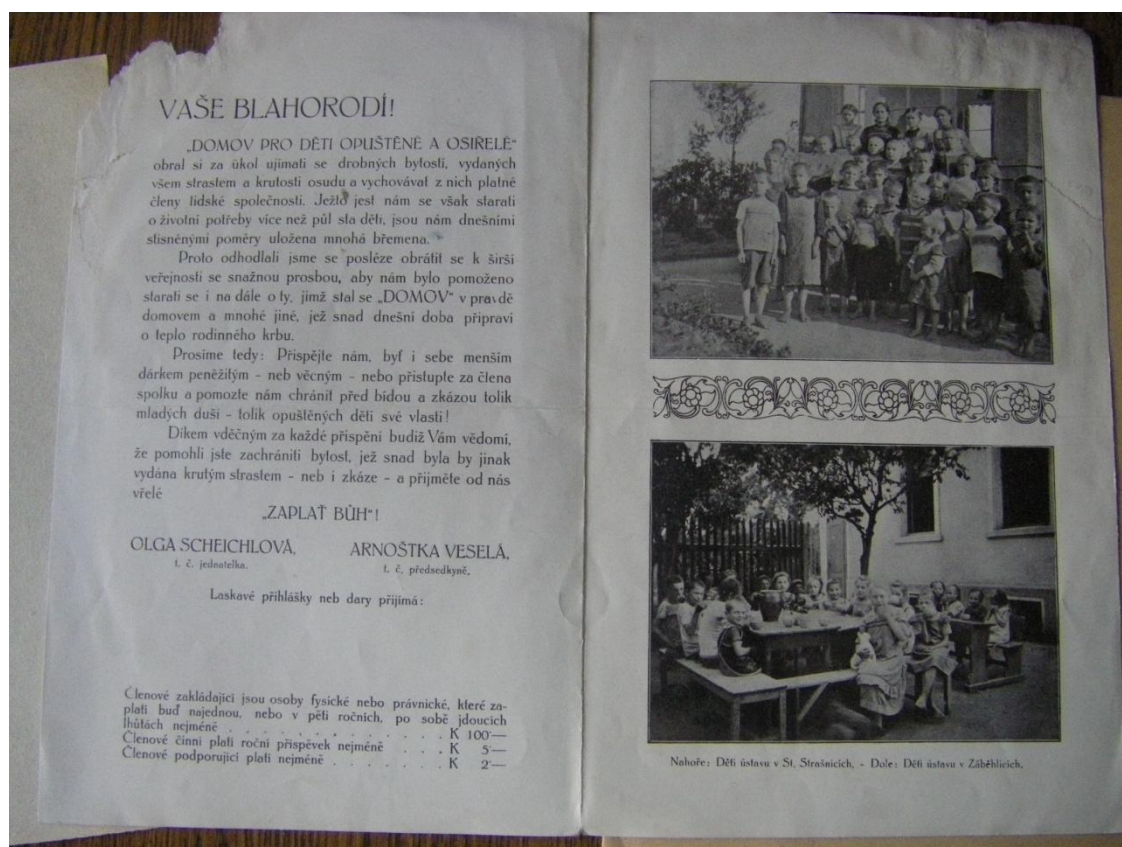 VAŠE BLAHORODÍ!
„DOMOV PRO DĚTI OPUŠTĚNÉ A OSIŘELÉ“
obral si za úkol ujímati se drobných bytostí, vydaných
všem strastem a krutosti osudu a vychovávat z nich platné
členy lidské společnosti. Ježto jest nám se však starati
o životní potřeby více než půl sta dětí, jsou nám dnešními
stísněnými poměry uložena mnohá břemena.
Proto odhodlali jsme se posléze obrátit se k širší
veřejnosti se snažnou prosbou, aby nám bylo pomoženo
starati se i na dále o ty, jimž stal se „DOMOV“ v pravdě
domovem a mnohé jiné, jež snad dnešní doba připraví
o teplo rodinného krbu.
Prosíme tedy: Přispějte nám, byť i sebe menším
dárkem peněžitým - neb věcným - nebo přistupte za člena
spolku a pomozte nám chránit před bídou a zkázou tolik
mladých duší - tolik opuštěných dětí své vlasti!
Díkem vděčným za každé přispění budiž Vám vědomí,
že pomohli jste zachrániti bytost, jež snad byla by jinak
vydána krutým strastem - neb i zkáze - a přijměte od nás
vřelé
„ZAPLAŤ BŮH“!
OLGA SCHEICHLOVÁ,
t. č. jednatelka.
ARNOŠTKA VESELÁ,
t. č. předsedkyně.
Laskavé přihlášky neb dary přijímá:
Členové zakládající jsou osoby fysické nebo právnické, které za-
platí buď najednou, nebo v pěti ročních, po sobě jdoucích
lhůtách nejméně . . . . . . . . . . . . . K 100·—
Členové činní platí roční příspěvek nejméně . . . . K 5·—
Členové podporující platí nejméně . . . . . . . K 2·—
Nahoře: Děti ústavu v St. Strašnicích. - Dole: Děti ústavu v Záběhlicích.